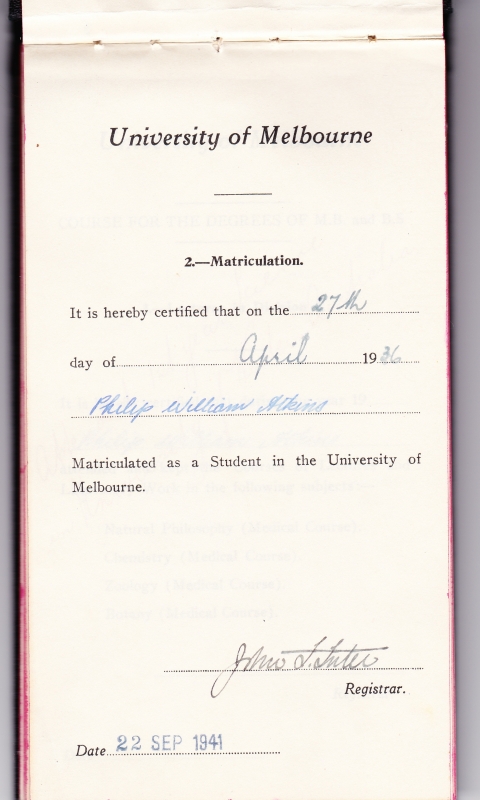 University of Melbourne
2.—Matriculation.
It is hereby certified that on the 27th
day of April 1936
Philip William Atkins
Matriculated as a Student in the University of
Melbourne.
John
Registrar.
Date 22 SEP 1941